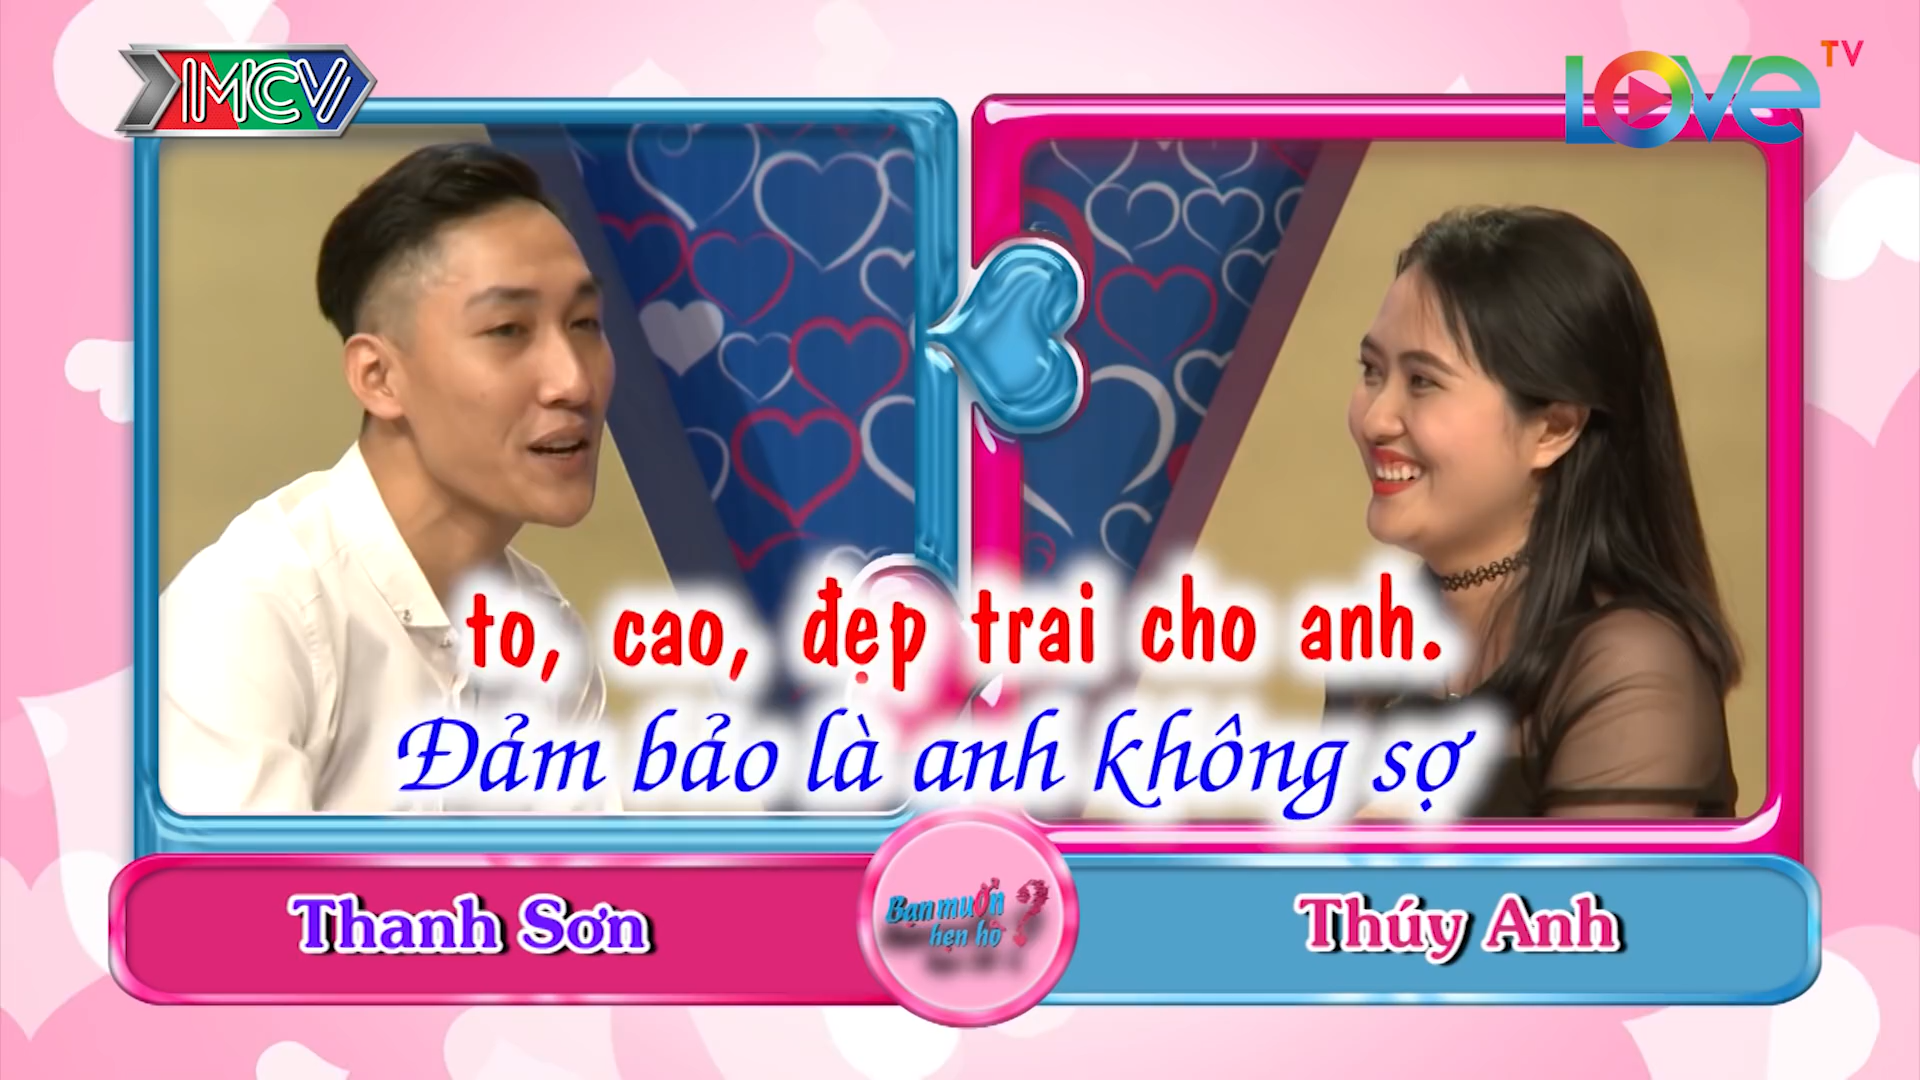 MCV
LOVE TV
to, cao, đẹp trai cho anh.
Đảm bảo là anh không sợ
Thanh Sơn
Bạn muốn
hẹn hò ?
Thúy Anh